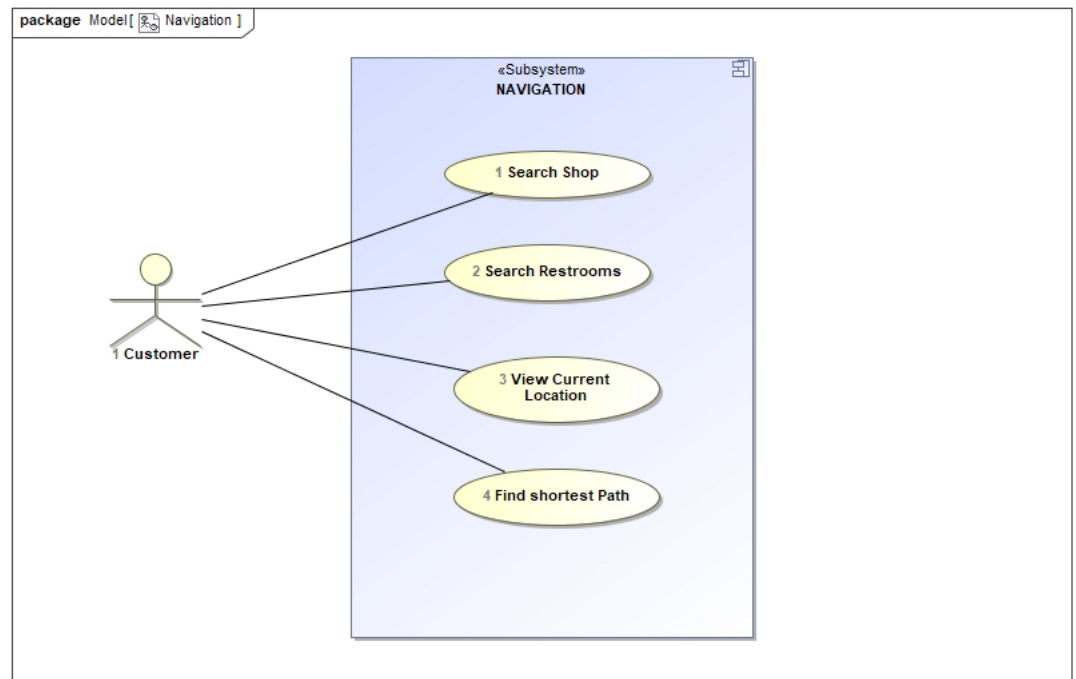 package Model[ Navigation ]
«Subsystem»
NAVIGATION
1 Search Shop
2 Search Restrooms
1 Customer
3 View Current
Location
4 Find shortest Path